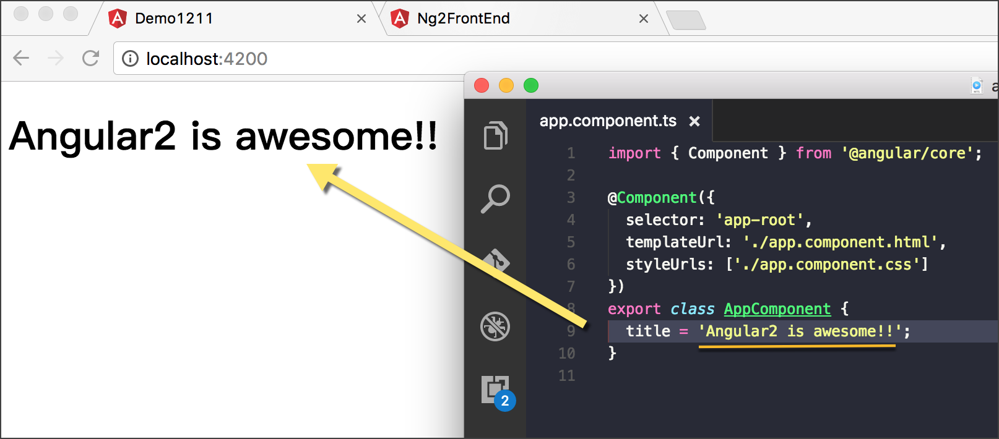 Demo1211
Ng2FrontEnd
localhost:4200
Angular2 is awesome!!
app.component.ts
1 import { Component } from '@angular/core';
2
3 @Component({
4 selector: 'app-root',
5 templateUrl: './app.component.html',
6 styleUrls: ['./app.component.css']
7 })
8 export class AppComponent {
9 title = 'Angular2 is awesome!!';
10 }
11
2